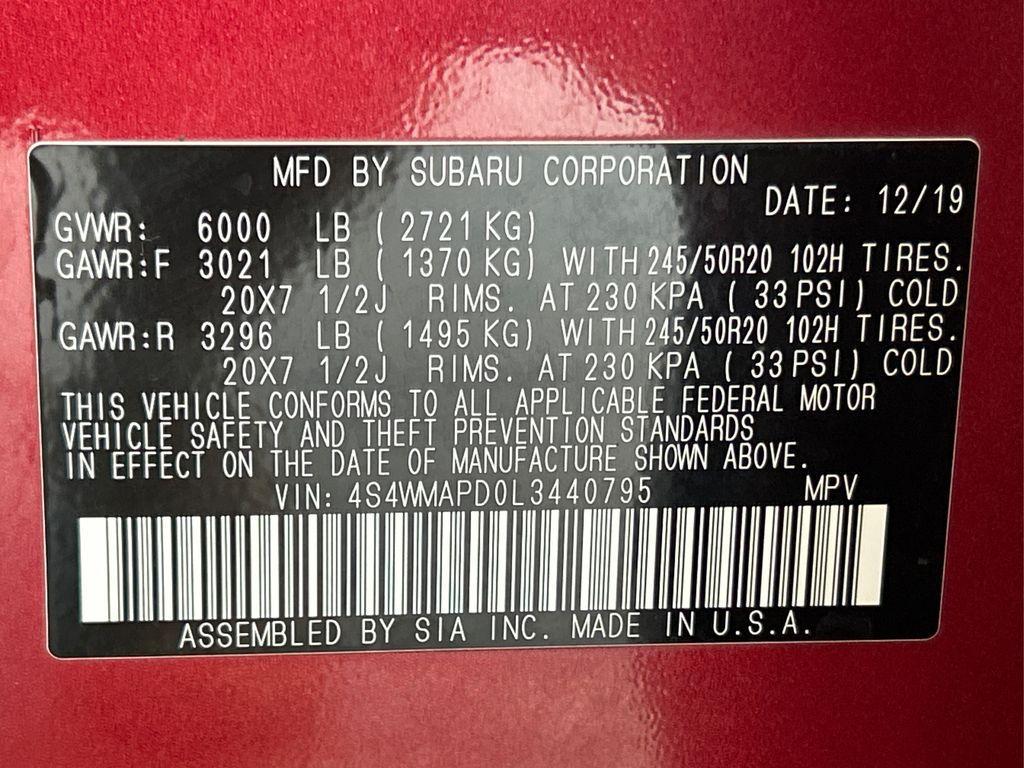 MFD BY SUBARU CORPORATION
DATE: 12/19
GVWR: 6000 LB ( 2721 KG)
GAWR:F 3021 LB ( 1370 KG) WITH 245/50R20 102H TIRES.
20X7 1/2J RIMS. AT 230 KPA ( 33 PSI) COLD
GAWR:R 3296 LB ( 1495 KG) WITH 245/50R20 102H TIRES.
20X7 1/2J RIMS. AT 230 KPA ( 33 PSI) COLD
THIS VEHICLE CONFORMS TO ALL APPLICABLE FEDERAL MOTOR
VEHICLE SAFETY AND THEFT PREVENTION STANDARDS
IN EFFECT ON THE DATE OF MANUFACTURE SHOWN ABOVE.
VIN: 4S4WMAPD0L3440795 MPV
ASSEMBLED BY SIA INC. MADE IN U.S.A.